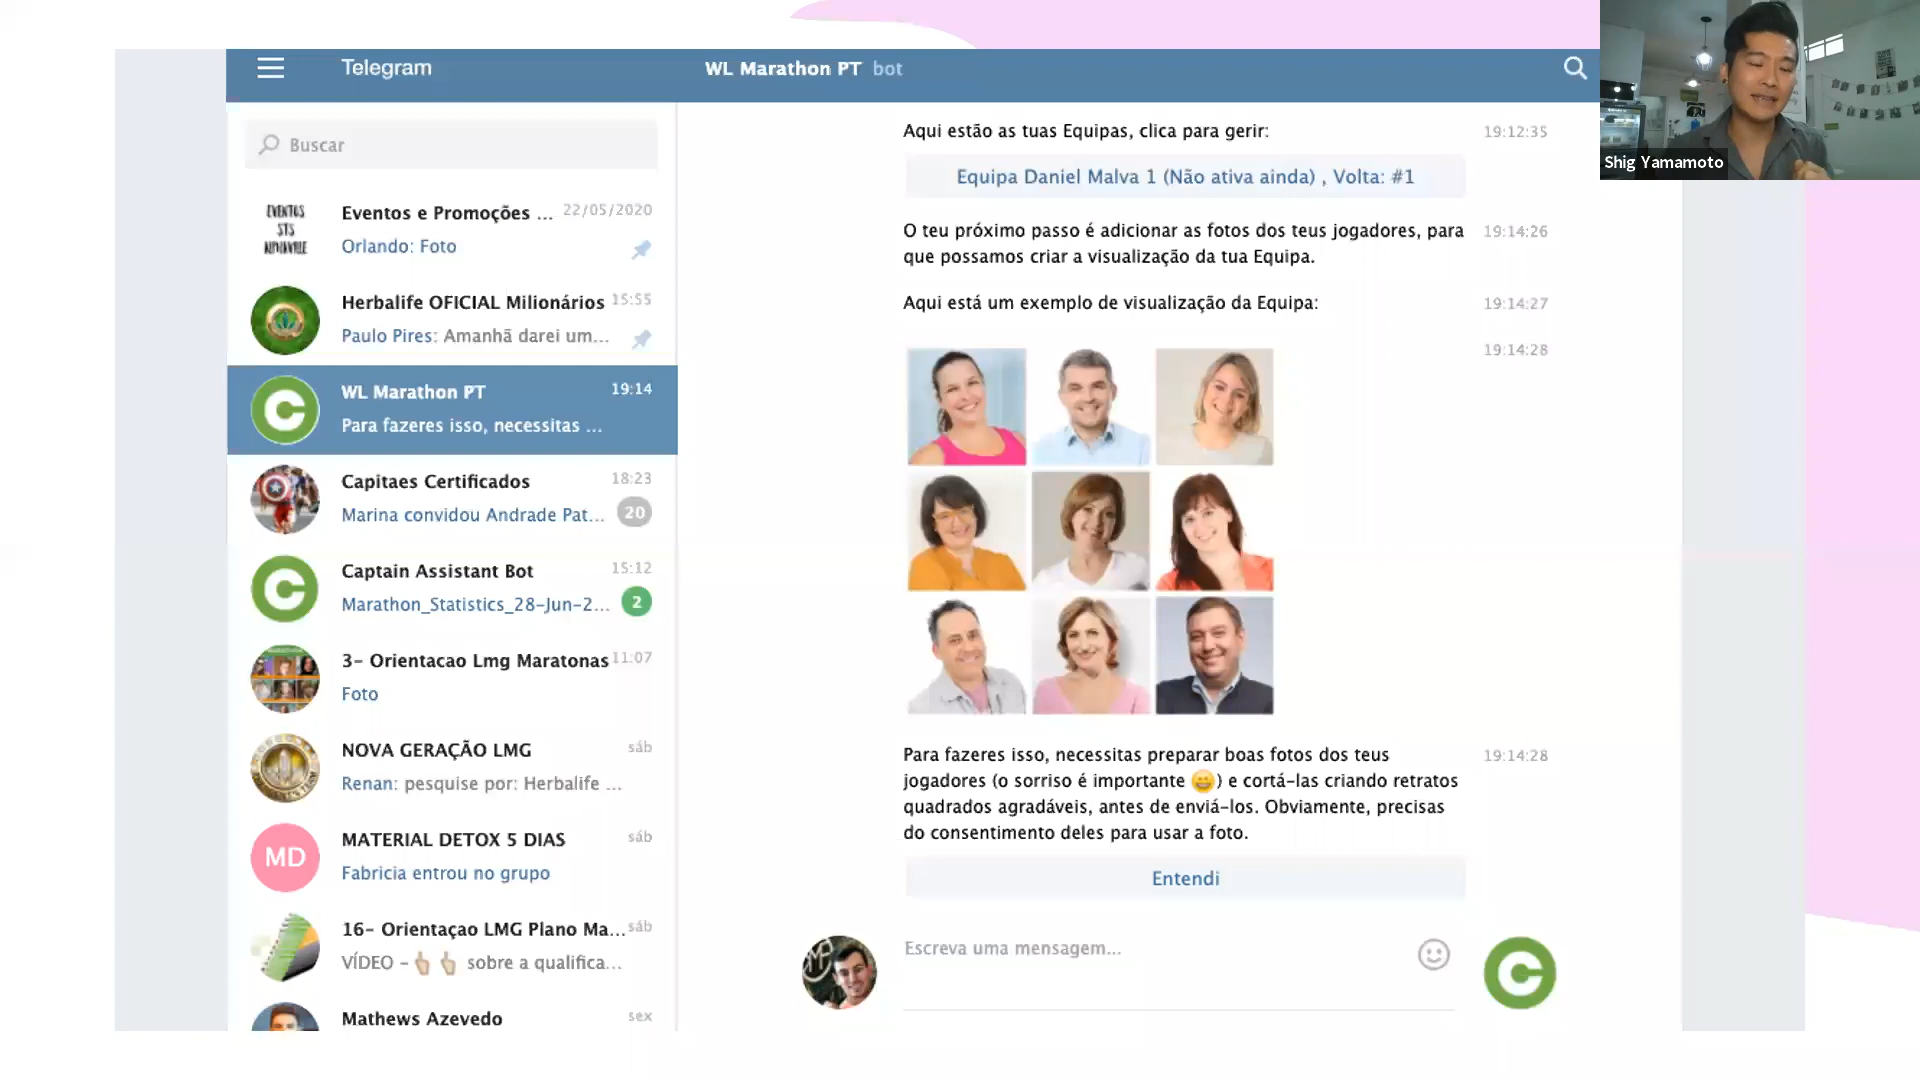 Telegram
WL Marathon PT bot
Shig Yamamoto
Buscar
EVENTOS
STS
Eventos e Promoções ... 22/05/2020
Orlando: Foto
Herbalife OFICIAL Milionários 15:55
Paulo Pires: Amanhã darei um...
WL Marathon PT 19:14
Para fazeres isso, necessitas ...
Capitaes Certificados 18:23
Marina convidou Andrade Pat... 20
Captain Assistant Bot 15:12
Marathon_Statistics_28-Jun-2... 2
3- Orientacao Lmg Maratonas 11:07
Foto
NOVA GERAÇÃO LMG sáb
Renan: pesquise por: Herbalife ...
MD
MATERIAL DETOX 5 DIAS sáb
Fabricia entrou no grupo
16- Orientaçao LMG Plano Ma... sáb
VÍDEO - 👆🏻 👆🏻 sobre a qualifica...
Mathews Azevedo sex
Aqui estão as tuas Equipas, clica para gerir: 19:12:35
Equipa Daniel Malva 1 (Não ativa ainda) , Volta: #1
O teu próximo passo é adicionar as fotos dos teus jogadores, para 19:14:26
que possamos criar a visualização da tua Equipa.
Aqui está um exemplo de visualização da Equipa: 19:14:27
19:14:28
Para fazeres isso, necessitas preparar boas fotos dos teus 19:14:28
jogadores (o sorriso é importante 😄) e cortá-las criando retratos
quadrados agradáveis, antes de enviá-los. Obviamente, precisas
do consentimento deles para usar a foto.
Entendi
Escreva uma mensagem...